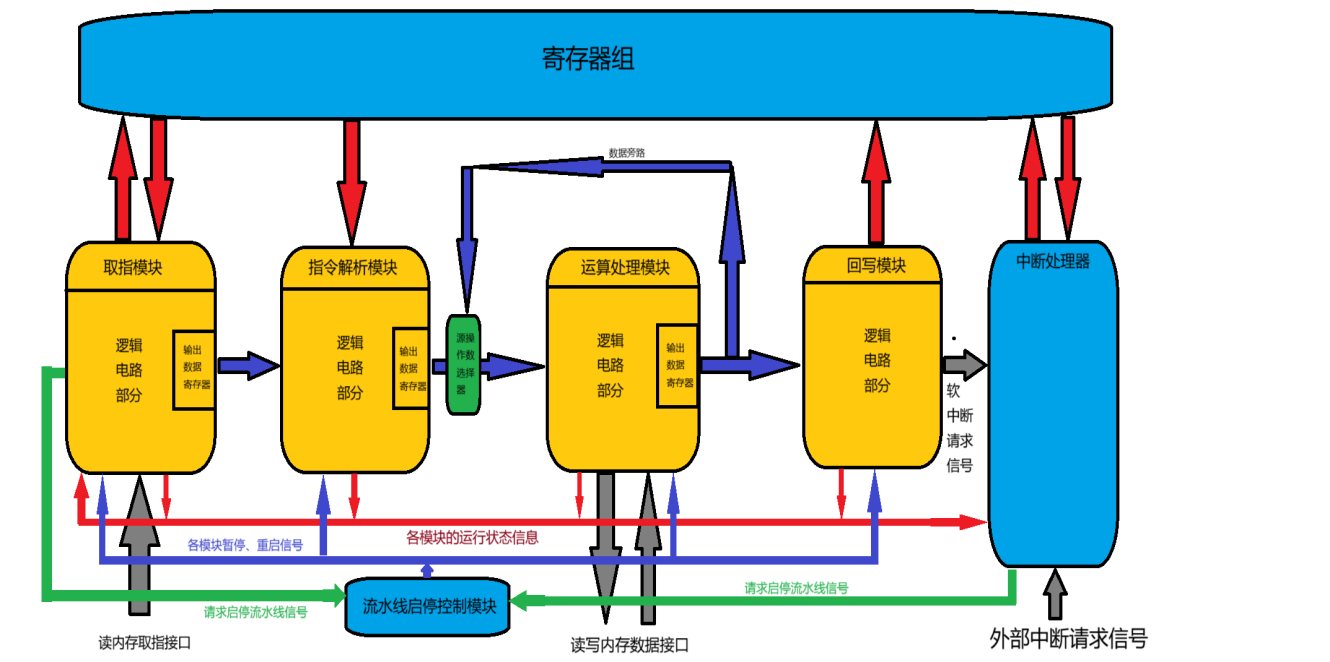 寄存器组
数据旁路
取指模块
逻辑
电路
部分
输出
数据
寄存器
指令解析模块
逻辑
电路
部分
输出
数据
寄存器
源操
作数
选择
器
运算处理模块
逻辑
电路
部分
输出
数据
寄存器
回写模块
逻辑
电路
部分
软
中断
请求
信号
中断处理器
各模块的运行状态信息
各模块暂停、重启信号
请求启停流水线信号
流水线启停控制模块
请求启停流水线信号
读内存取指接口
读写内存数据接口
外部中断请求信号